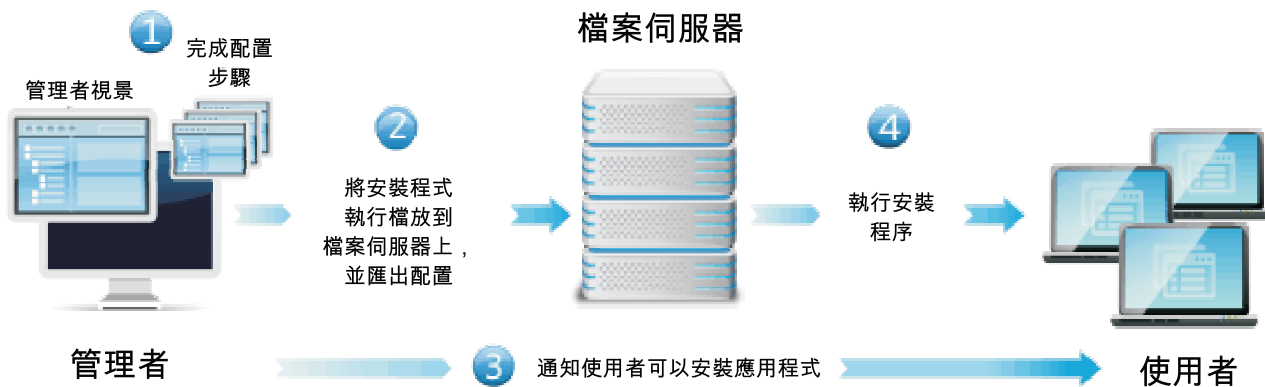 檔案伺服器
1
完成配置
步驟
管理者視景
2
將安裝程式
執行檔放到
檔案伺服器上，
並匯出配置
4
執行安裝
程序
管理者
3
通知使用者可以安裝應用程式
使用者